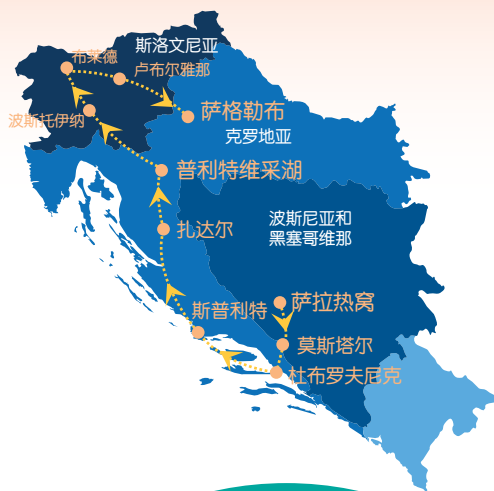 斯洛文尼亚
布莱德
卢布尔雅那
萨格勒布
波斯托伊纳
克罗地亚
普利特维采湖
波斯尼亚和
黑塞哥维那
扎达尔
萨拉热窝
斯普利特
莫斯塔尔
杜布罗夫尼克